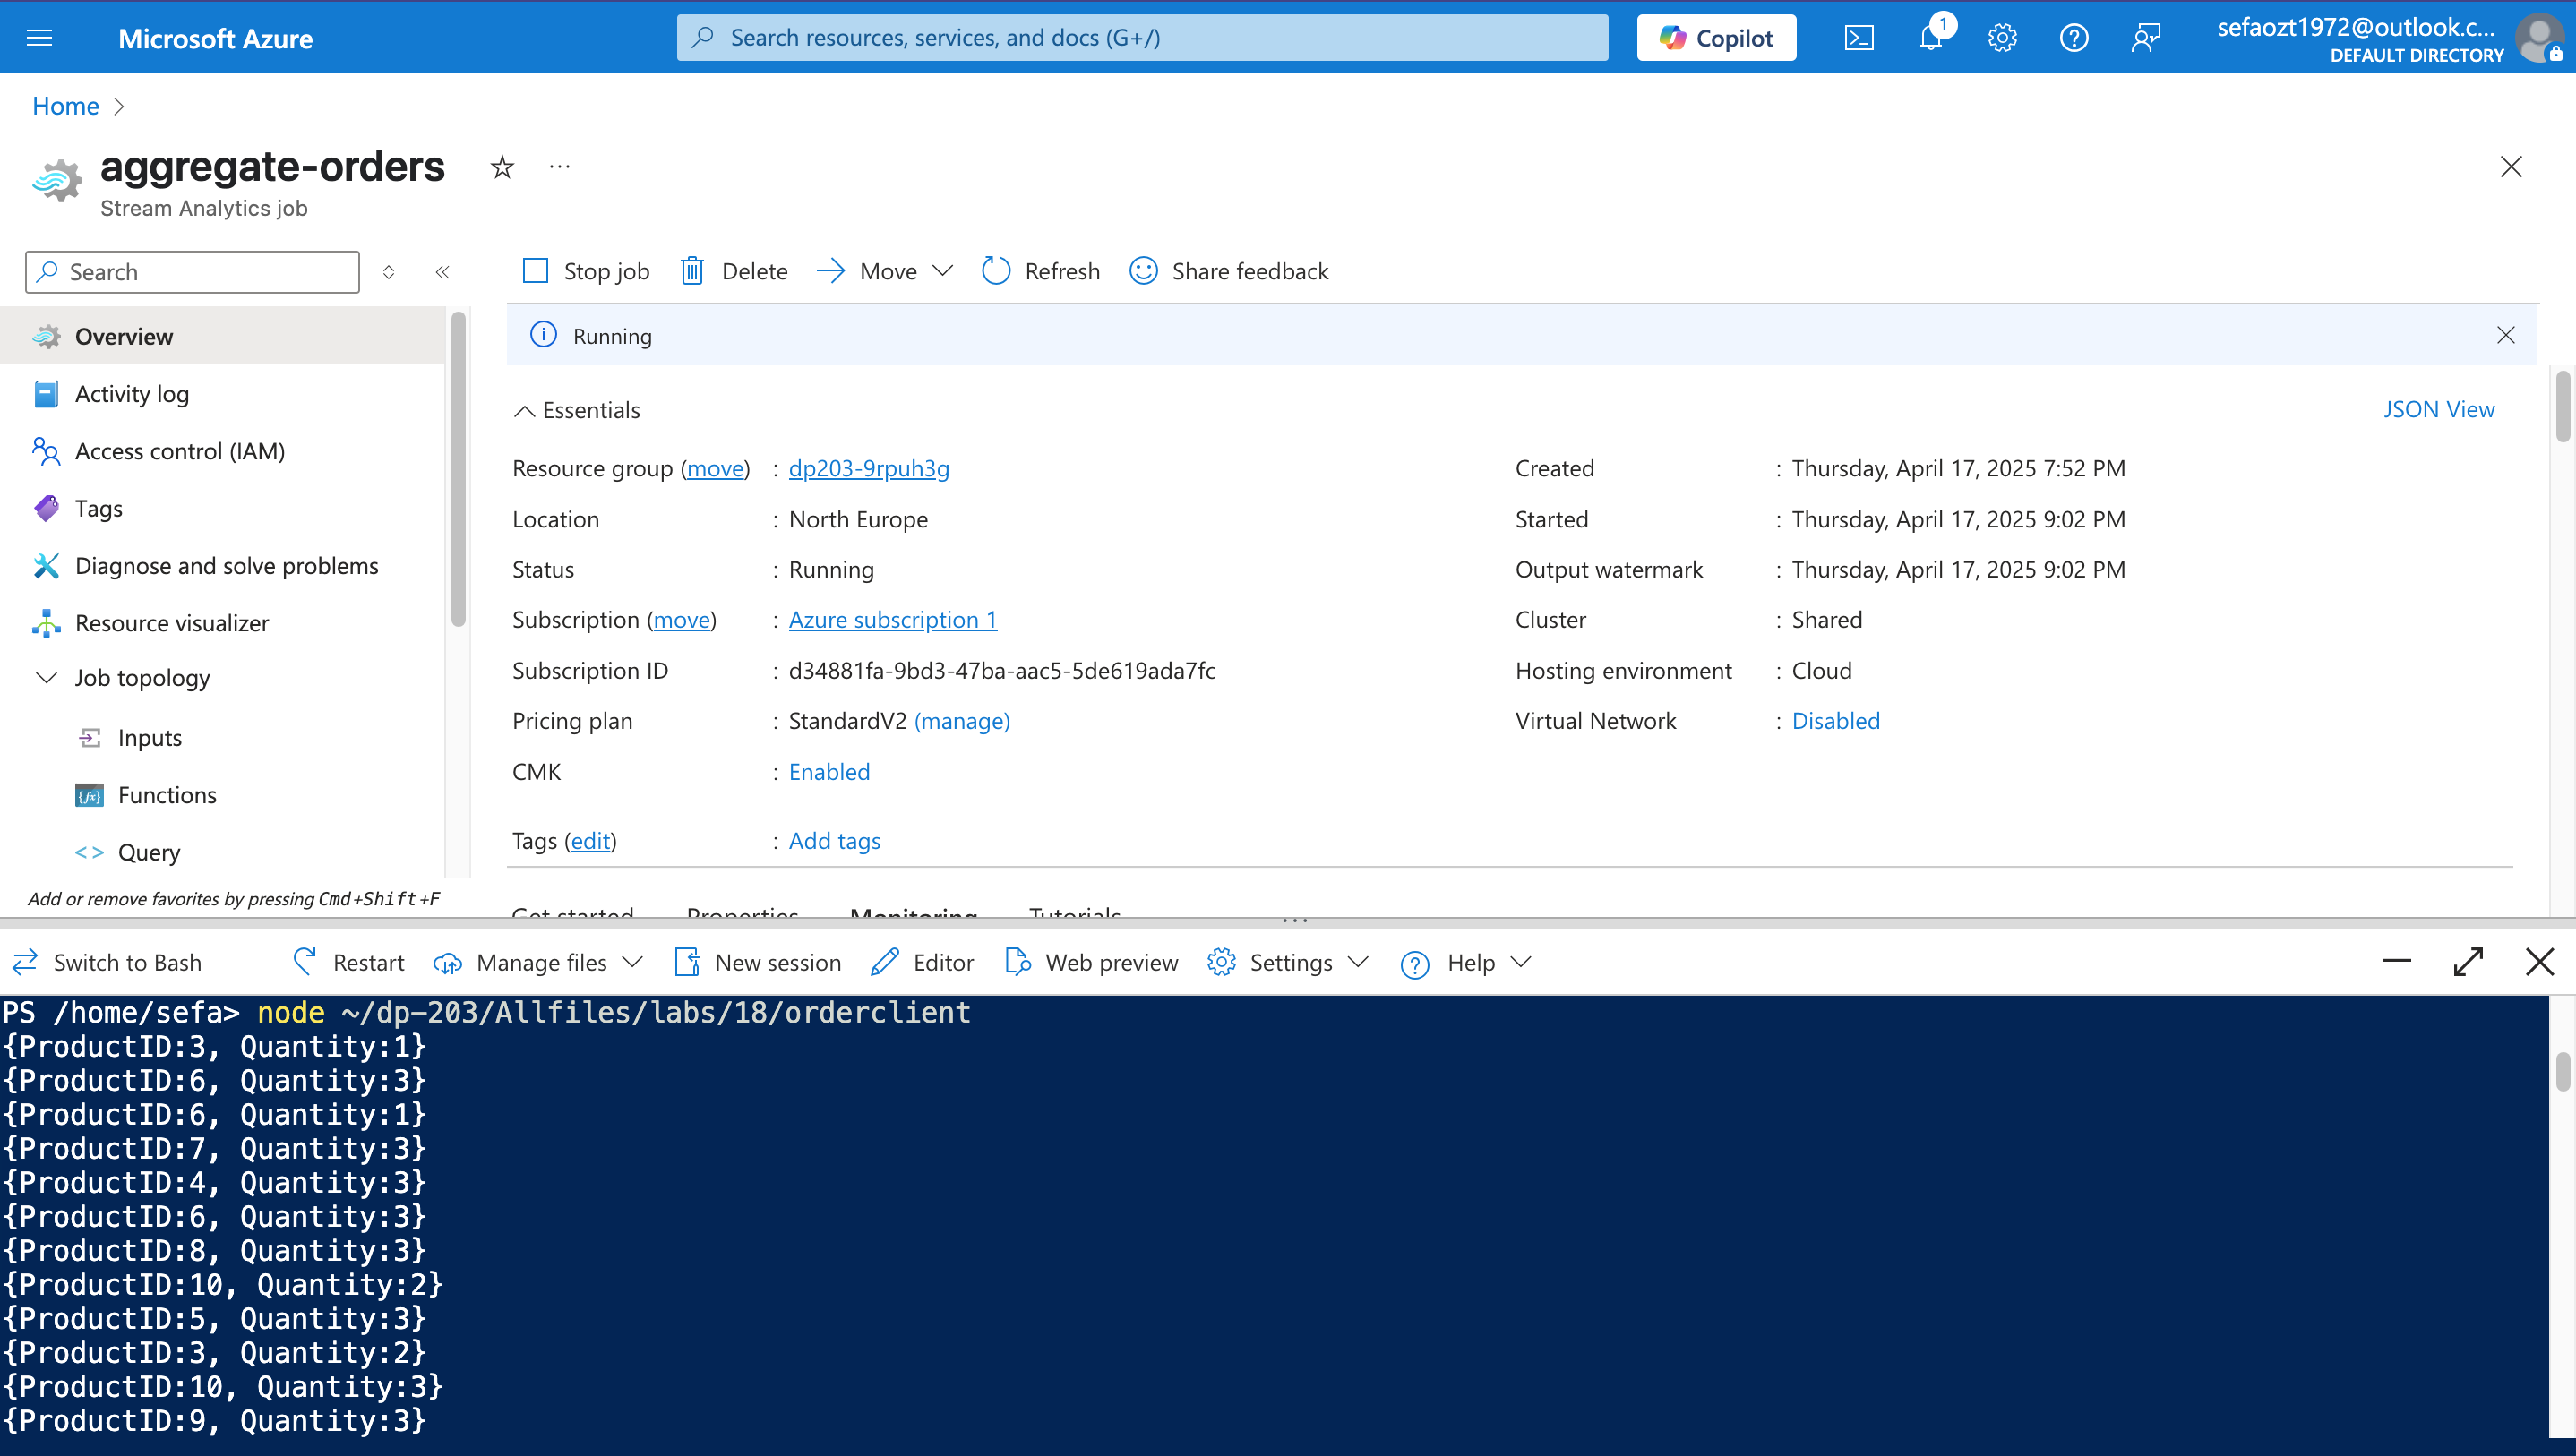 Microsoft Azure
Search resources, services, and docs (G+/)
Copilot
1
sefaozt1972@outlook.c...
DEFAULT DIRECTORY
Home
aggregate-orders
Stream Analytics job
Search
Stop job
Delete
Move
Refresh
Share feedback
Overview
Activity log
Access control (IAM)
Tags
Diagnose and solve problems
Resource visualizer
Job topology
Inputs
Functions
Query
Add or remove favorites by pressing Cmd+Shift+F
Running
Essentials
JSON View
Resource group (move) : dp203-9rpuh3g
Location : North Europe
Status : Running
Subscription (move) : Azure subscription 1
Subscription ID : d34881fa-9bd3-47ba-aac5-5de619ada7fc
Pricing plan : StandardV2 (manage)
CMK : Enabled
Created : Thursday, April 17, 2025 7:52 PM
Started : Thursday, April 17, 2025 9:02 PM
Output watermark : Thursday, April 17, 2025 9:02 PM
Cluster : Shared
Hosting environment : Cloud
Virtual Network : Disabled
Tags (edit) : Add tags
Get started Properties Monitoring Tutorials
Switch to Bash
Restart
Manage files
New session
Editor
Web preview
Settings
Help
PS /home/sefa> node ~/dp-203/Allfiles/labs/18/orderclient
{ProductID:3, Quantity:1}
{ProductID:6, Quantity:3}
{ProductID:6, Quantity:1}
{ProductID:7, Quantity:3}
{ProductID:4, Quantity:3}
{ProductID:6, Quantity:3}
{ProductID:8, Quantity:3}
{ProductID:10, Quantity:2}
{ProductID:5, Quantity:3}
{ProductID:3, Quantity:2}
{ProductID:10, Quantity:3}
{ProductID:9, Quantity:3}